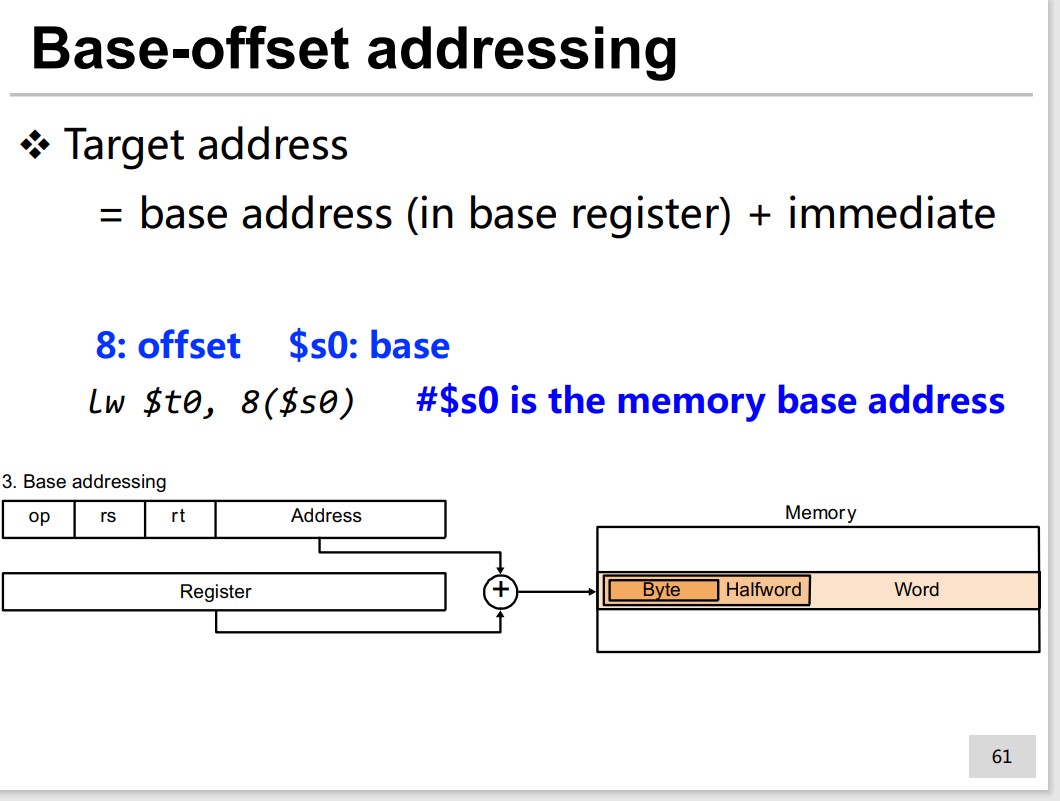 Base-offset addressing
❖ Target address
= base address (in base register) + immediate
8: offset $s0: base
lw $t0, 8($s0) #$s0 is the memory base address
3. Base addressing
op rs rt Address
Memory
Register
+
Byte Halfword Word
61